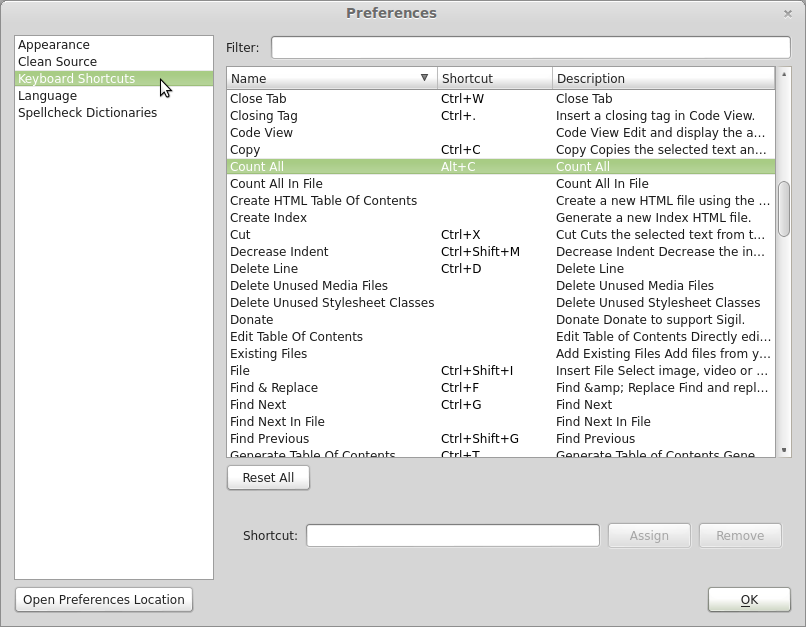 Preferences
Appearance
Clean Source
Keyboard Shortcuts
Language
Spellcheck Dictionaries
Filter:
Name Shortcut Description
Close Tab Ctrl+W Close Tab
Closing Tag Ctrl+. Insert a closing tag in Code View.
Code View Code View Edit and display the a...
Copy Ctrl+C Copy Copies the selected text an...
Count All Alt+C Count All
Count All In File Count All In File
Create HTML Table Of Contents Create a new HTML file using the ...
Create Index Generate a new Index HTML file.
Cut Ctrl+X Cut Cuts the selected text from t...
Decrease Indent Ctrl+Shift+M Decrease Indent Decrease the in...
Delete Line Ctrl+D Delete Line
Delete Unused Media Files Delete Unused Media Files
Delete Unused Stylesheet Classes Delete Unused Stylesheet Classes
Donate Donate Donate to support Sigil.
Edit Table Of Contents Edit Table of Contents Directly edi...
Existing Files Add Existing Files Add files from y...
File Ctrl+Shift+I Insert File Select image, video or ...
Find & Replace Ctrl+F Find &amp; Replace Find and repl...
Find Next Ctrl+G Find Next
Find Next In File Find Next In File
Find Previous Ctrl+Shift+G Find Previous
Generate Table Of Contents Ctrl+T Generate Table of Contents Gene...
Reset All
Shortcut: Assign Remove
Open Preferences Location OK